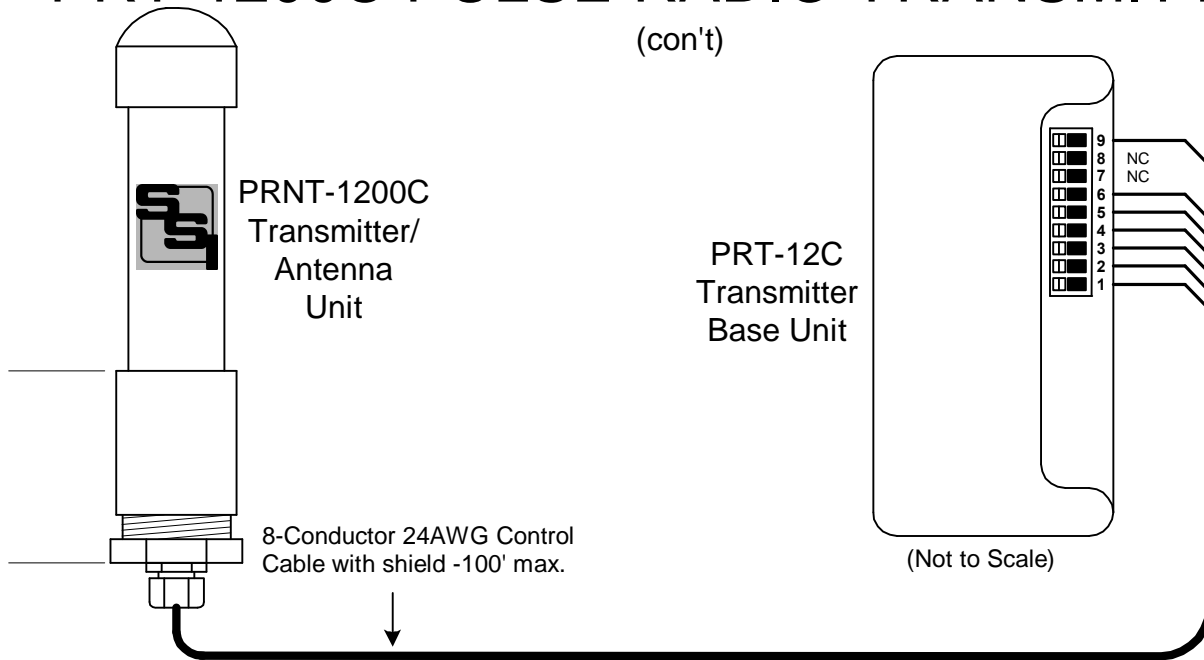 (con't)
PRNT-1200C
Transmitter/
Antenna
Unit
SSI
PRT-12C
Transmitter
Base Unit
9
8 NC
7 NC
6
5
4
3
2
1
8-Conductor 24AWG Control
Cable with shield -100' max.
(Not to Scale)